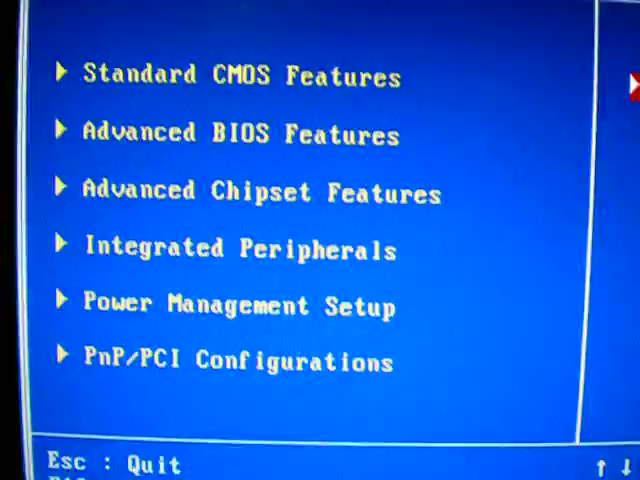 Standard CMOS Features
Advanced BIOS Features
Advanced Chipset Features
Integrated Peripherals
Power Management Setup
PnP/PCI Configurations
Esc : Quit
↑ ↓